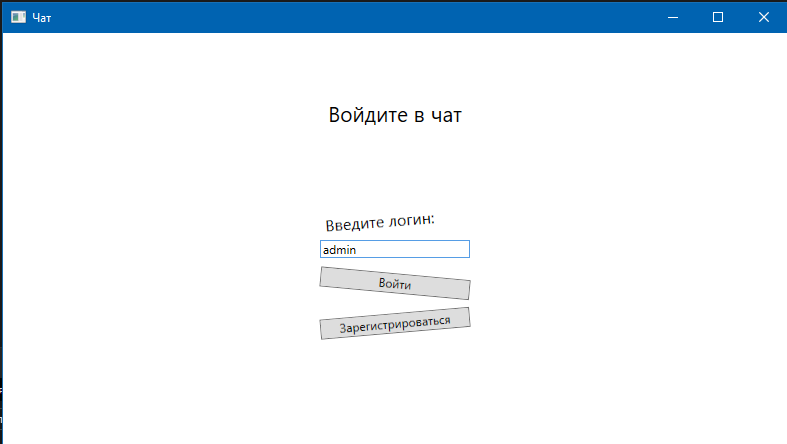 Чат
Войдите в чат
Введите логин:
admin
Войти
Зарегистрироваться